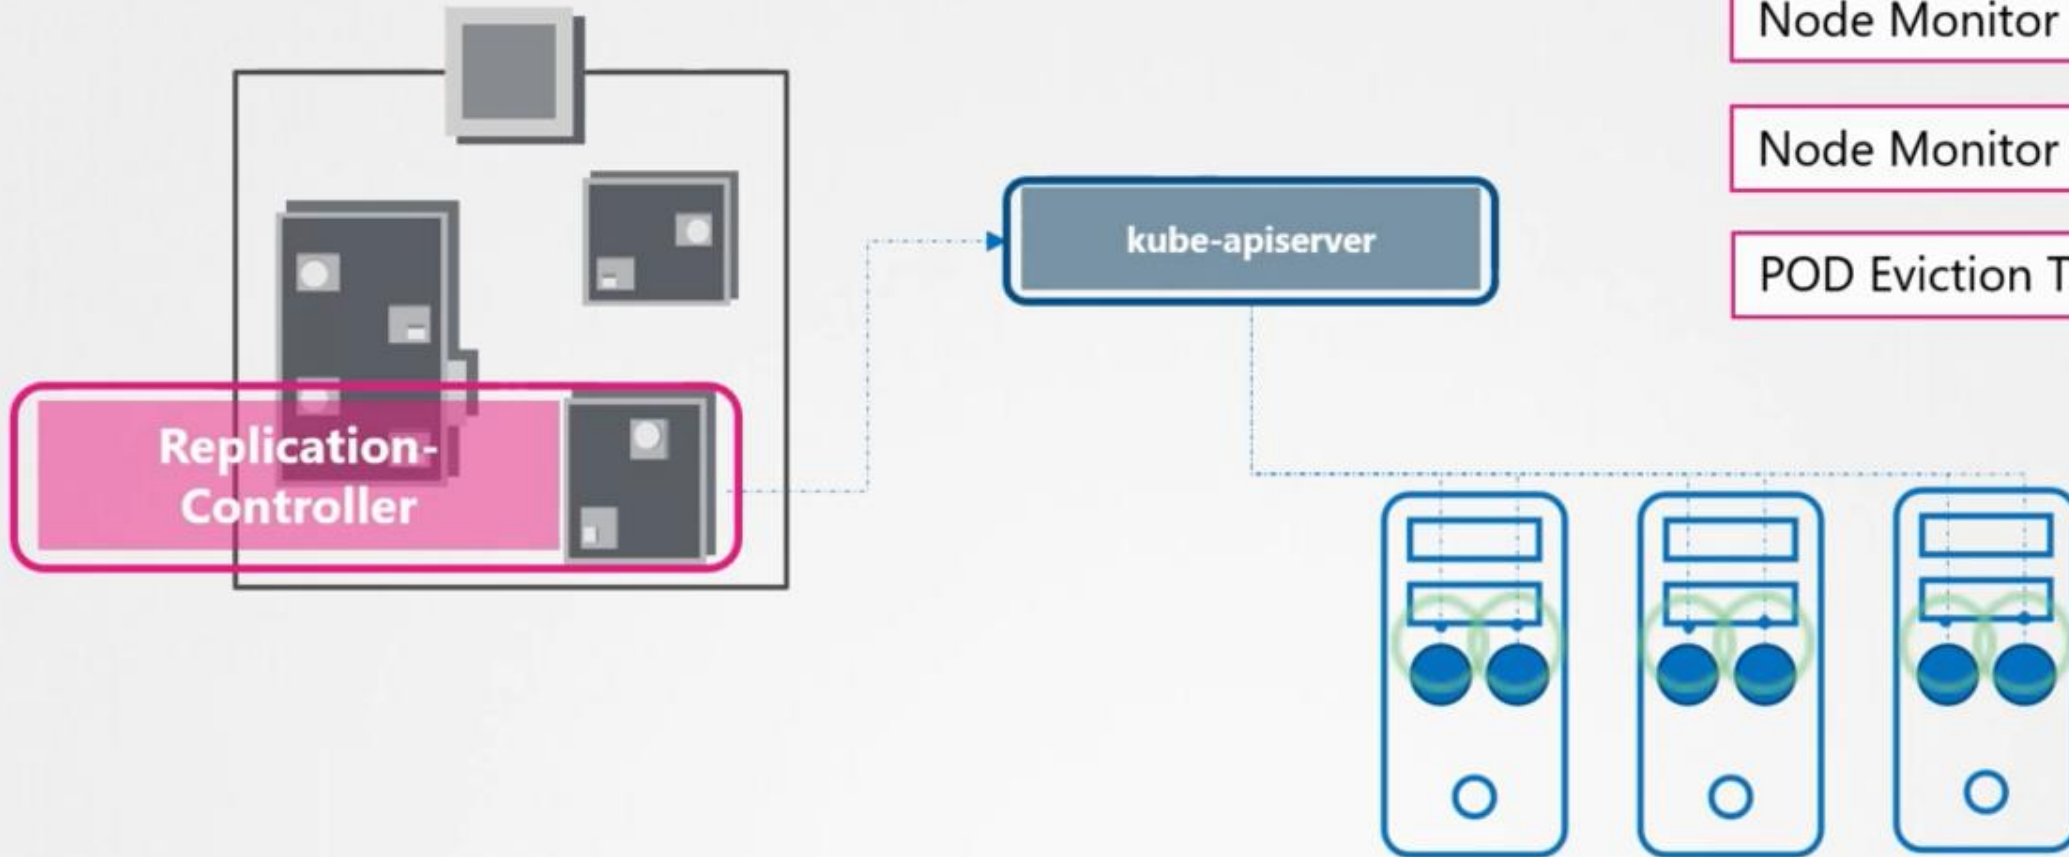 Node Monitor
Node Monitor
kube-apiserver
POD Eviction T
Replication-
Controller